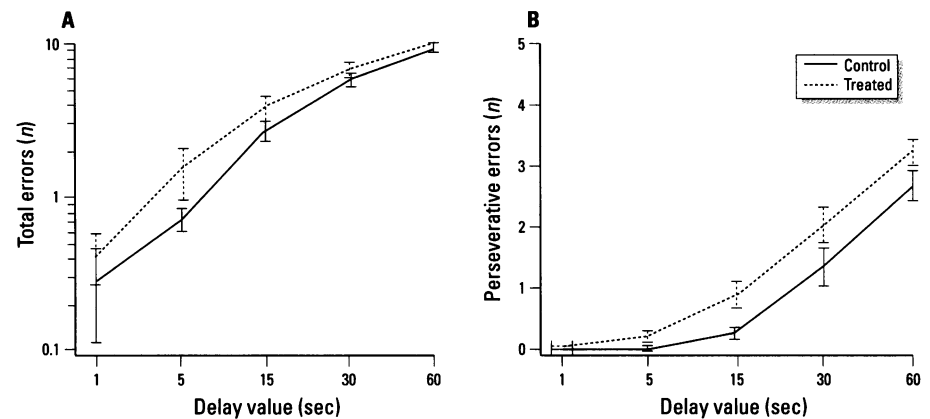 A
Total errors (n)
10
1
0.1
1
5
15
30
60
Delay value (sec)
B
Perseverative errors (n)
5
4
3
2
1
0
Control
Treated
1
5
15
30
60
Delay value (sec)